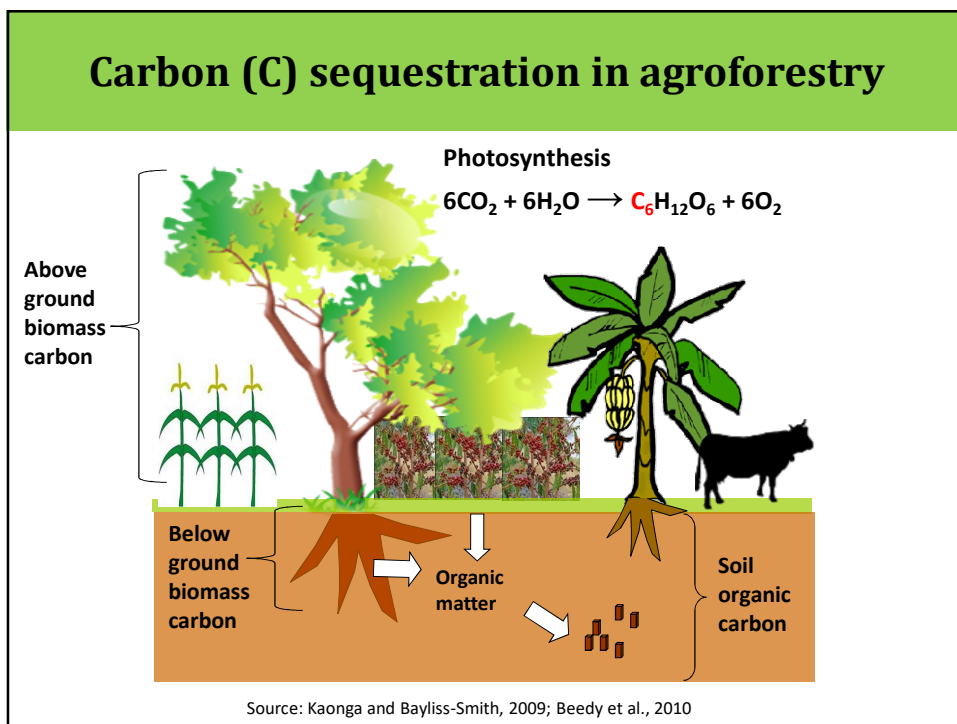 Carbon (C) sequestration in agroforestry
Photosynthesis
6CO₂ + 6H₂O → C₆H₁₂O₆ + 6O₂
Above
ground
biomass
carbon
Below
ground
biomass
carbon
Organic
matter
Soil
organic
carbon
Source: Kaonga and Bayliss-Smith, 2009; Beedy et al., 2010